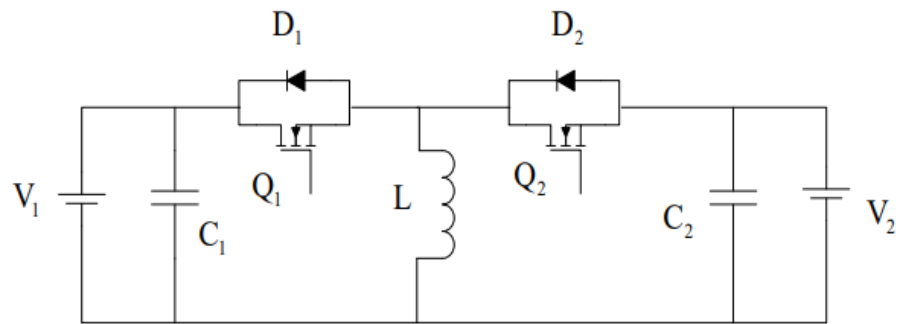 D₁ D₂
V₁ C₁ Q₁ L Q₂ C₂ V₂